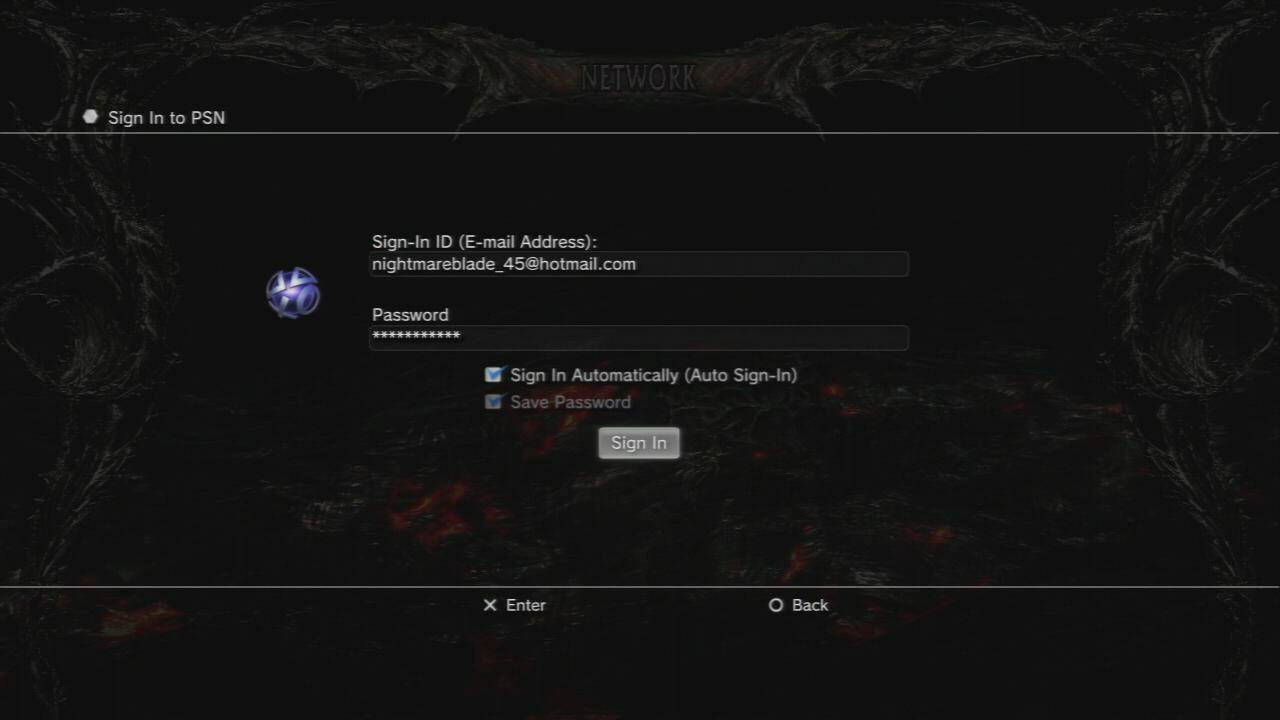 NETWORK
Sign In to PSN
Sign-In ID (E-mail Address):
nightmareblade_45@hotmail.com
Password
***********
Sign In Automatically (Auto Sign-In)
Save Password
Sign In
Enter
Back